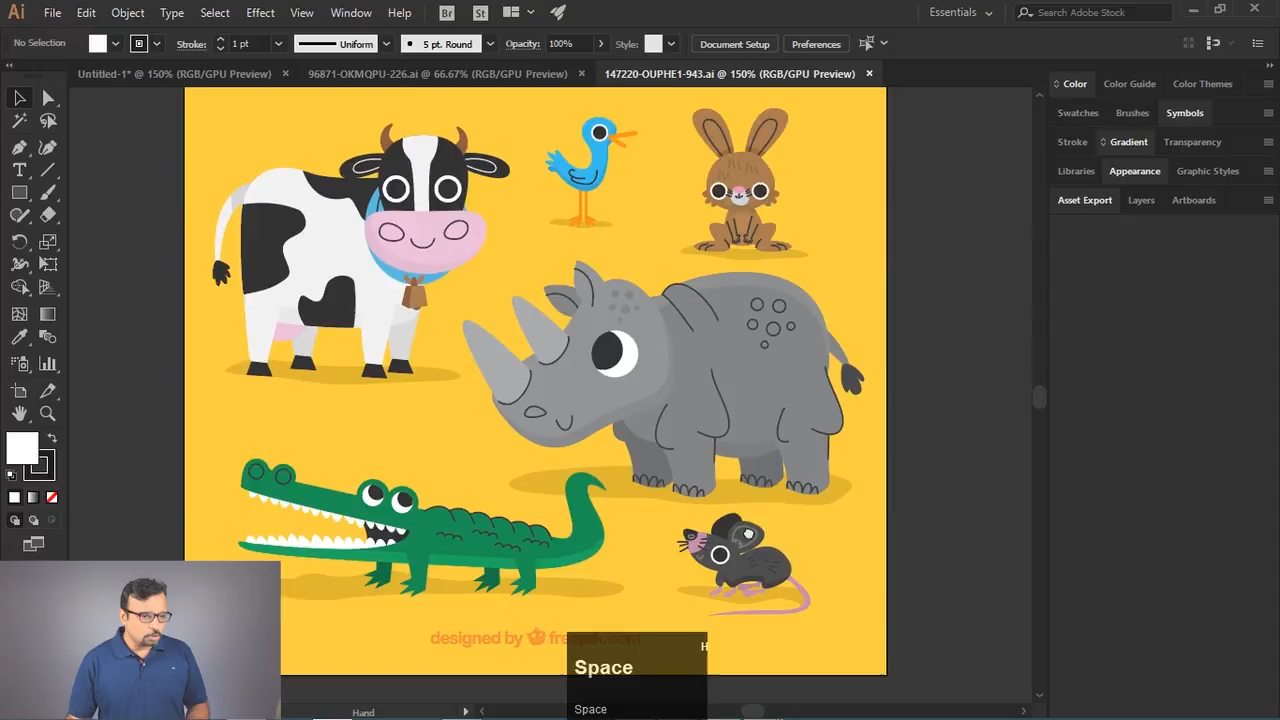 Ai File Edit Object Type Select Effect View Window Help Br St Essentials Search Adobe Stock
No Selection Stroke: 1 pt Uniform 5 pt. Round Opacity: 100% Style: Document Setup Preferences
Untitled-1* @ 150% (RGB/GPU Preview) 96871-OKMQPU-226.ai @ 66.67% (RGB/GPU Preview) 147220-OUPHE1-943.ai @ 150% (RGB/GPU Preview)
Color Color Guide Color Themes
Swatches Brushes Symbols
Stroke Gradient Transparency
Libraries Appearance Graphic Styles
Asset Export Layers Artboards
designed by freepik.com
H
Space
Space
Hand